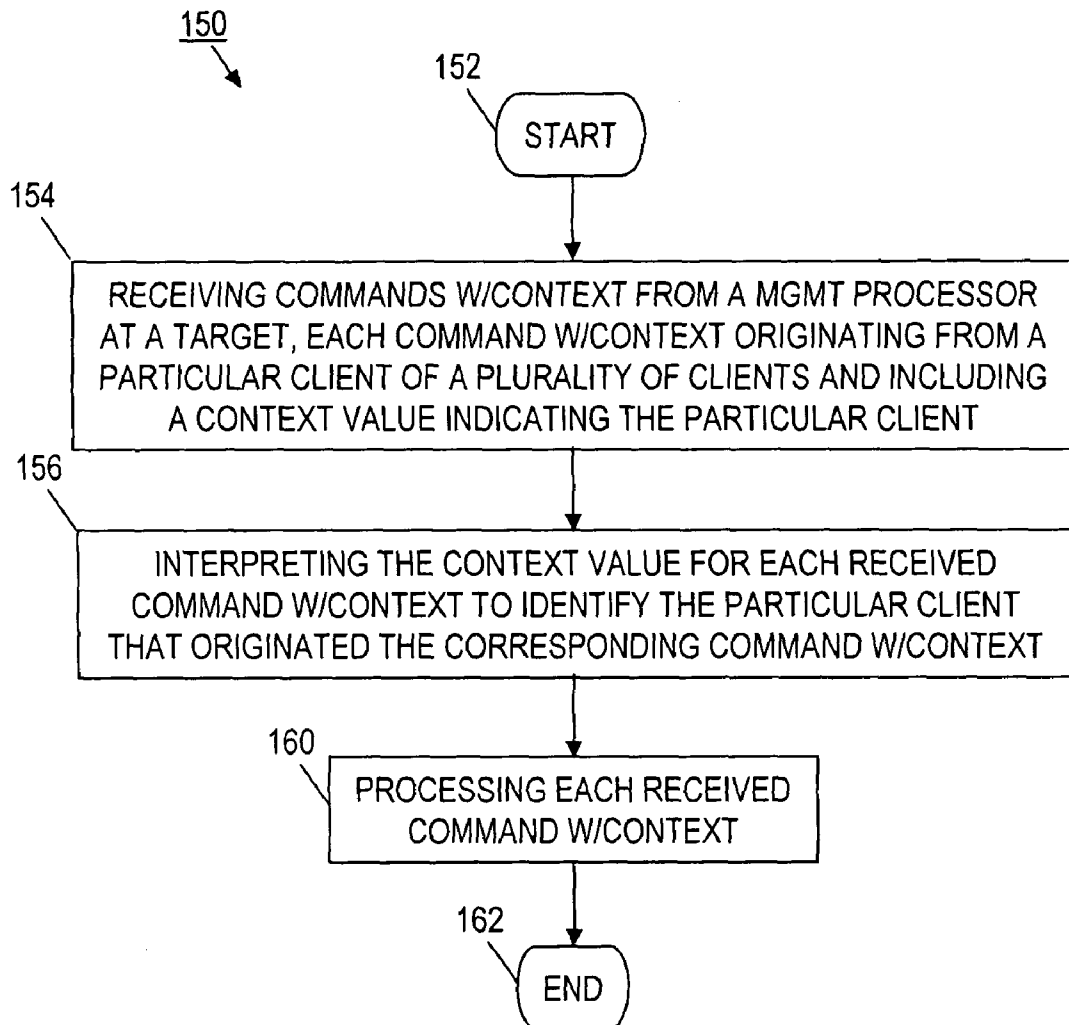 150
152
START
154
RECEIVING COMMANDS W/CONTEXT FROM A MGMT PROCESSOR
AT A TARGET, EACH COMMAND W/CONTEXT ORIGINATING FROM A
PARTICULAR CLIENT OF A PLURALITY OF CLIENTS AND INCLUDING
A CONTEXT VALUE INDICATING THE PARTICULAR CLIENT
156
INTERPRETING THE CONTEXT VALUE FOR EACH RECEIVED
COMMAND W/CONTEXT TO IDENTIFY THE PARTICULAR CLIENT
THAT ORIGINATED THE CORRESPONDING COMMAND W/CONTEXT
160
PROCESSING EACH RECEIVED
COMMAND W/CONTEXT
162
END